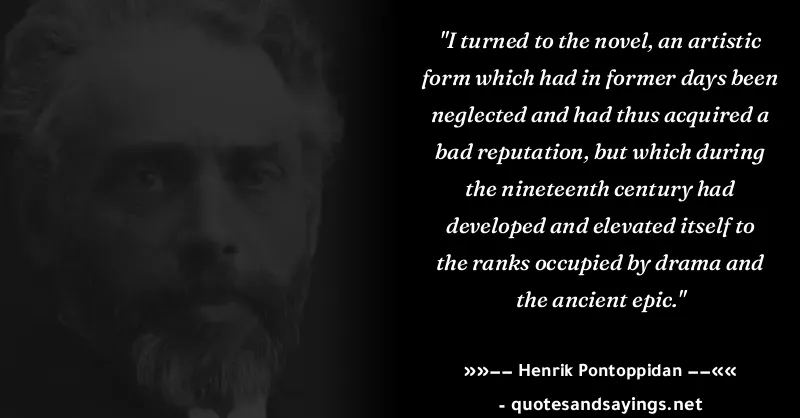 "I turned to the novel, an artistic
form which had in former days been
neglected and had thus acquired a
bad reputation, but which during
the nineteenth century had
developed and elevated itself to
the ranks occupied by drama and
the ancient epic."
»»−− Henrik Pontoppidan −−««
- quotesandsayings.net